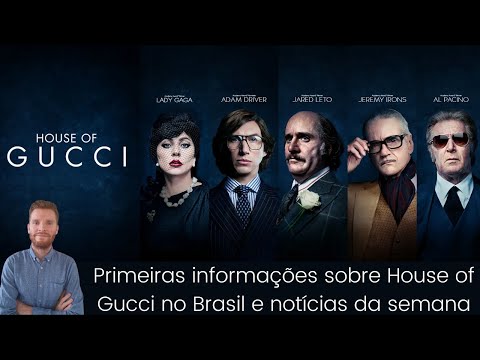 HOUSE OF
GUCCI
LADY GAGA
ADAM DRIVER
JARED LETO
JEREMY IRONS
AL PACINO
Primeiras informações sobre House of
Gucci no Brasil e notícias da semana